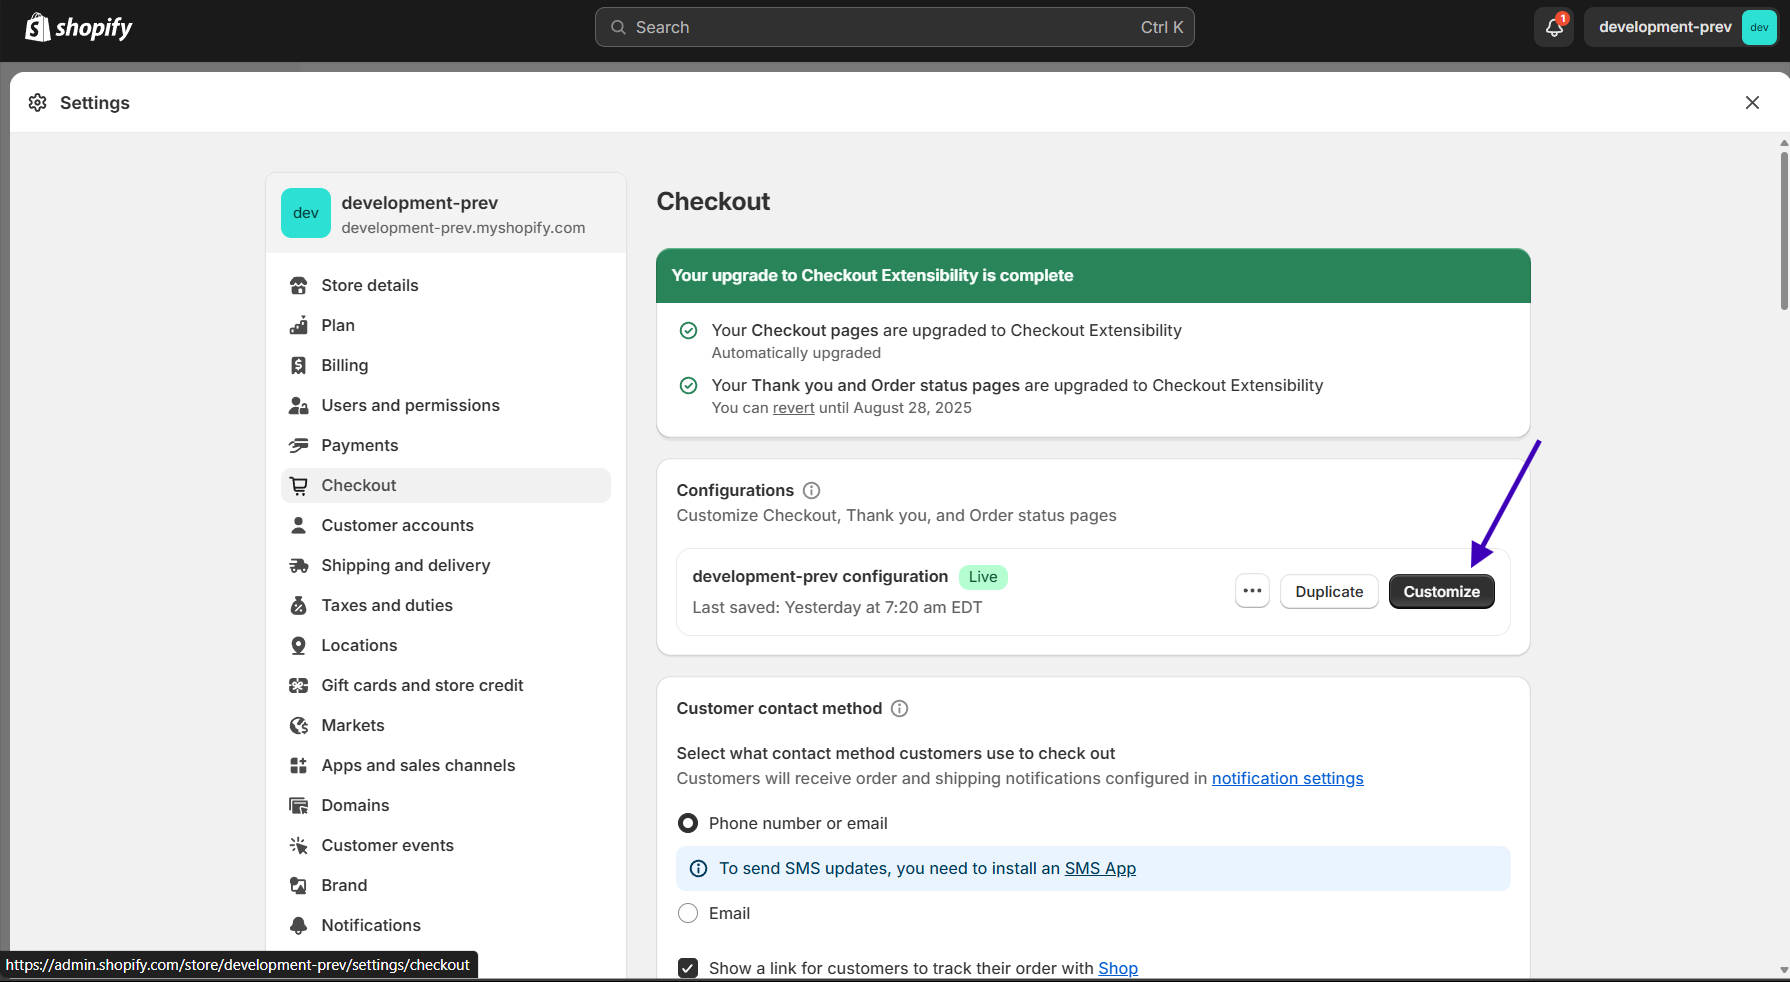 shopify
Search
Ctrl K
1
development-prev
dev
Settings
dev
development-prev
development-prev.myshopify.com
Store details
Plan
Billing
Users and permissions
Payments
Checkout
Customer accounts
Shipping and delivery
Taxes and duties
Locations
Gift cards and store credit
Markets
Apps and sales channels
Domains
Customer events
Brand
Notifications
Checkout
Your upgrade to Checkout Extensibility is complete
Your Checkout pages are upgraded to Checkout Extensibility
Automatically upgraded
Your Thank you and Order status pages are upgraded to Checkout Extensibility
You can revert until August 28, 2025
Configurations
Customize Checkout, Thank you, and Order status pages
development-prev configuration Live
Last saved: Yesterday at 7:20 am EDT
Duplicate
Customize
Customer contact method
Select what contact method customers use to check out
Customers will receive order and shipping notifications configured in notification settings
Phone number or email
To send SMS updates, you need to install an SMS App
Email
Show a link for customers to track their order with Shop
https://admin.shopify.com/store/development-prev/settings/checkout